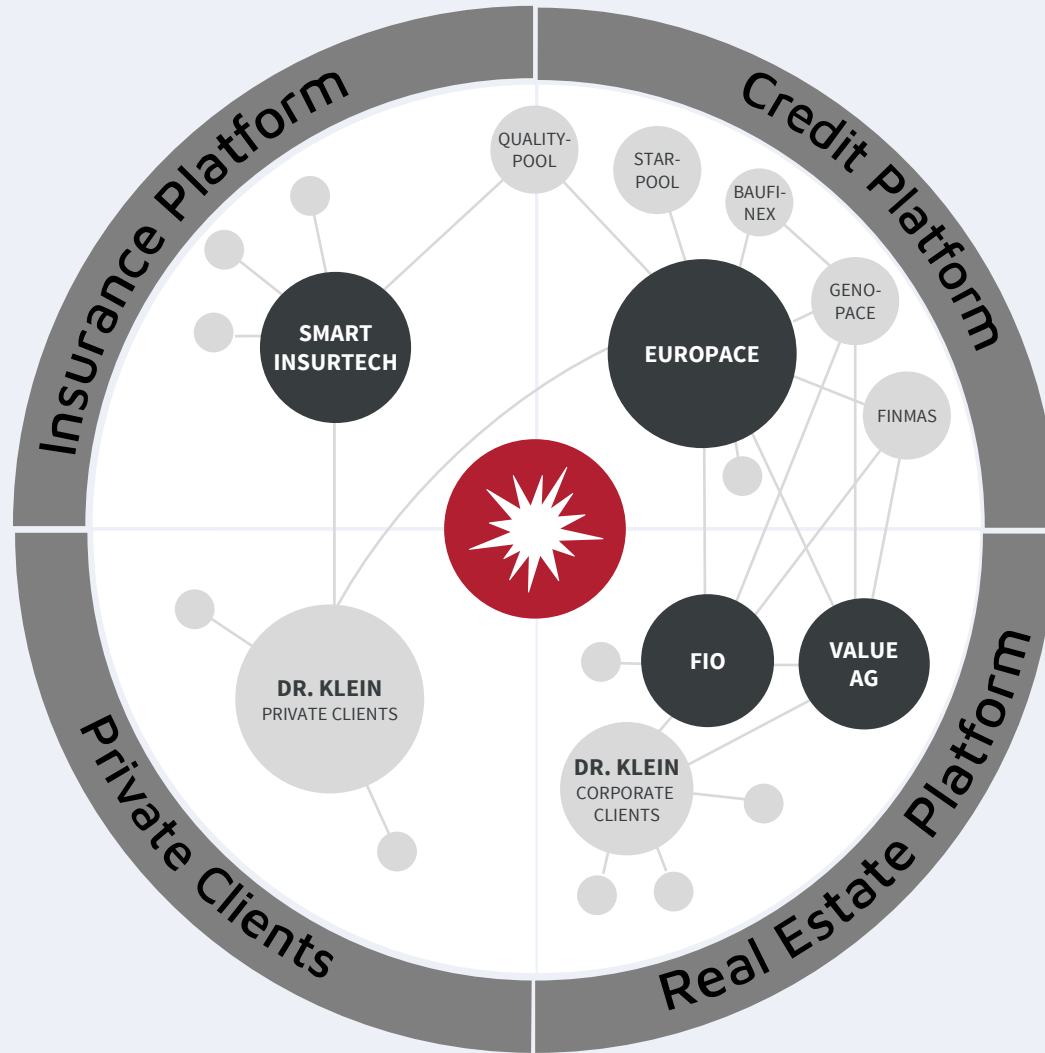 Insurance Platform
Credit Platform
QUALITY-
POOL
STAR-
POOL
BAUFI-
NEX
GENO-
PACE
SMART
INSURTECH
EUROPACE
FINMAS
FIO
VALUE
AG
DR. KLEIN
PRIVATE CLIENTS
DR. KLEIN
CORPORATE
CLIENTS
Private Clients
Real Estate Platform